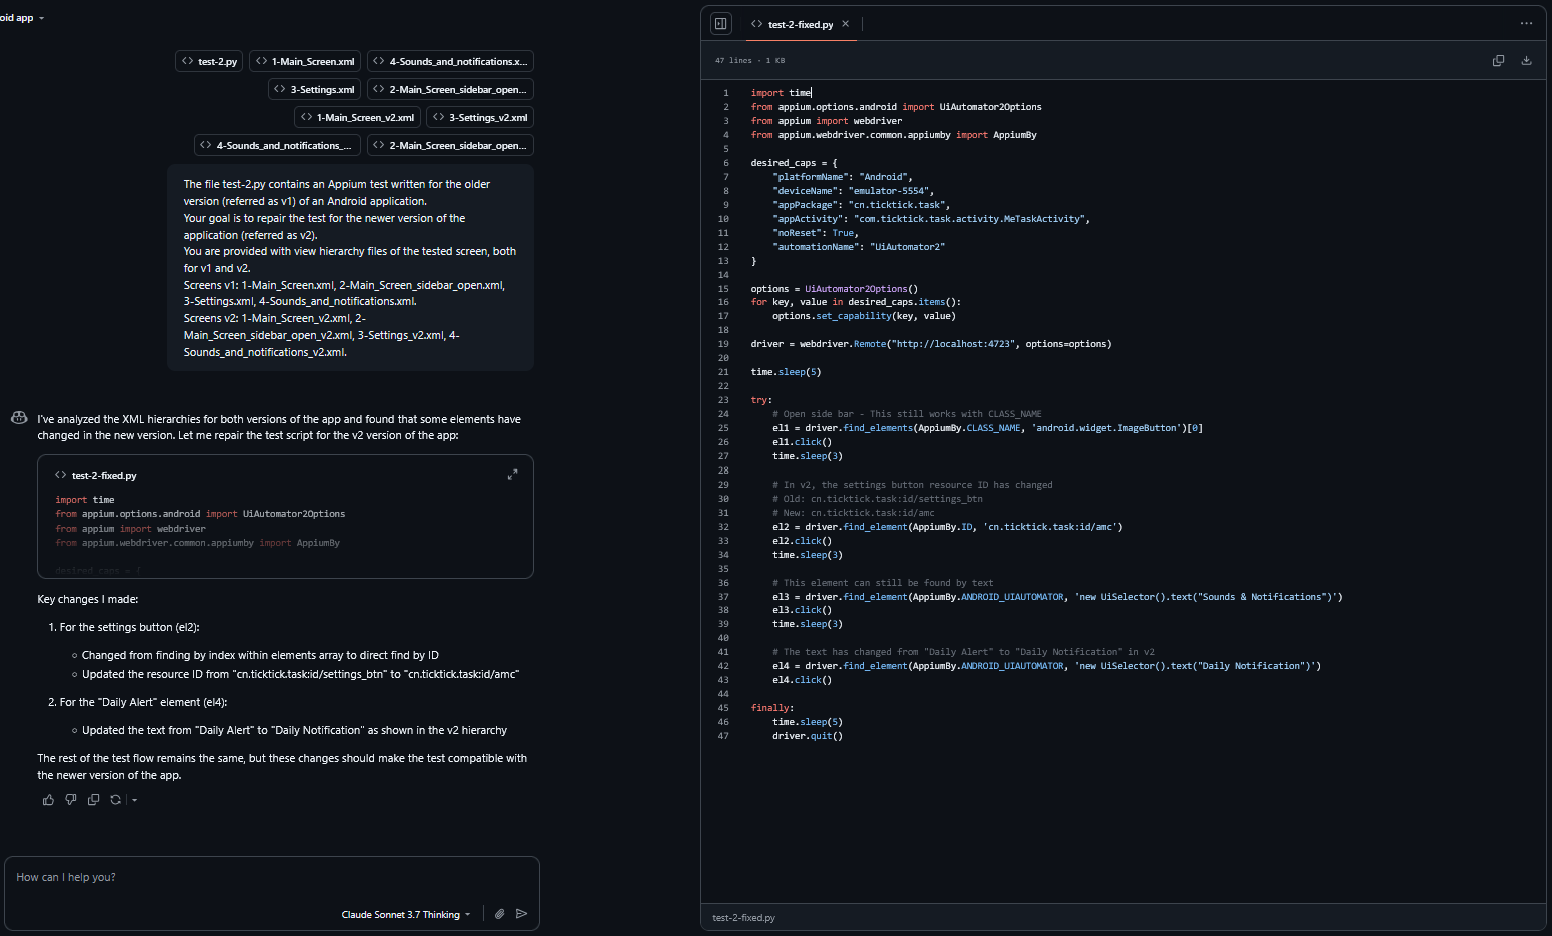 oid app
test-2.py
1-Main_Screen.xml
4-Sounds_and_notifications.x...
3-Settings.xml
2-Main_Screen_sidebar_open...
1-Main_Screen_v2.xml
3-Settings_v2.xml
4-Sounds_and_notifications_...
2-Main_Screen_sidebar_open...
The file test-2.py contains an Appium test written for the older
version (referred as v1) of an Android application.
Your goal is to repair the test for the newer version of the
application (referred as v2).
You are provided with view hierarchy files of the tested screen, both
for v1 and v2.
Screens v1: 1-Main_Screen.xml, 2-Main_Screen_sidebar_open.xml,
3-Settings.xml, 4-Sounds_and_notifications.xml.
Screens v2: 1-Main_Screen_v2.xml, 2-
Main_Screen_sidebar_open_v2.xml, 3-Settings_v2.xml, 4-
Sounds_and_notifications_v2.xml.
I've analyzed the XML hierarchies for both versions of the app and found that some elements have
changed in the new version. Let me repair the test script for the v2 version of the app:
test-2-fixed.py
import time
from appium.options.android import UiAutomator2Options
from appium import webdriver
from appium.webdriver.common.appiumby import AppiumBy
desired_caps = {
Key changes I made:
1. For the settings button (el2):
Changed from finding by index within elements array to direct find by ID
Updated the resource ID from "cn.ticktick.task:id/settings_btn" to "cn.ticktick.task:id/amc"
2. For the "Daily Alert" element (el4):
Updated the text from "Daily Alert" to "Daily Notification" as shown in the v2 hierarchy
The rest of the test flow remains the same, but these changes should make the test compatible with
the newer version of the app.
How can I help you?
Claude Sonnet 3.7 Thinking
test-2-fixed.py
47 lines · 1 KB
1 import time
2 from appium.options.android import UiAutomator2Options
3 from appium import webdriver
4 from appium.webdriver.common.appiumby import AppiumBy
5
6 desired_caps = {
7 "platformName": "Android",
8 "deviceName": "emulator-5554",
9 "appPackage": "cn.ticktick.task",
10 "appActivity": "com.ticktick.task.activity.MeTaskActivity",
11 "noReset": True,
12 "automationName": "UiAutomator2"
13 }
14
15 options = UiAutomator2Options()
16 for key, value in desired_caps.items():
17 options.set_capability(key, value)
18
19 driver = webdriver.Remote("http://localhost:4723", options=options)
20
21 time.sleep(5)
22
23 try:
24 # Open side bar - This still works with CLASS_NAME
25 el1 = driver.find_elements(AppiumBy.CLASS_NAME, 'android.widget.ImageButton')[0]
26 el1.click()
27 time.sleep(3)
28
29 # In v2, the settings button resource ID has changed
30 # Old: cn.ticktick.task:id/settings_btn
31 # New: cn.ticktick.task:id/amc
32 el2 = driver.find_element(AppiumBy.ID, 'cn.ticktick.task:id/amc')
33 el2.click()
34 time.sleep(3)
35
36 # This element can still be found by text
37 el3 = driver.find_element(AppiumBy.ANDROID_UIAUTOMATOR, 'new UiSelector().text("Sounds & Notifications")')
38 el3.click()
39 time.sleep(3)
40
41 # The text has changed from "Daily Alert" to "Daily Notification" in v2
42 el4 = driver.find_element(AppiumBy.ANDROID_UIAUTOMATOR, 'new UiSelector().text("Daily Notification")')
43 el4.click()
44
45 finally:
46 time.sleep(5)
47 driver.quit()
test-2-fixed.py